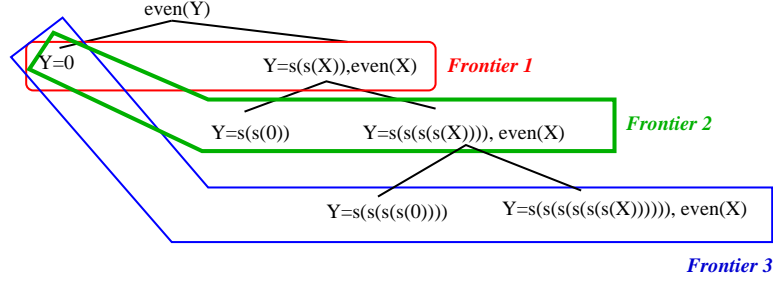 even(Y)
Y=0
Y=s(s(X)),even(X)
Frontier 1
Y=s(s(0))
Y=s(s(s(s(X)))), even(X)
Frontier 2
Y=s(s(s(s(0))))
Y=s(s(s(s(s(s(X)))))), even(X)
Frontier 3